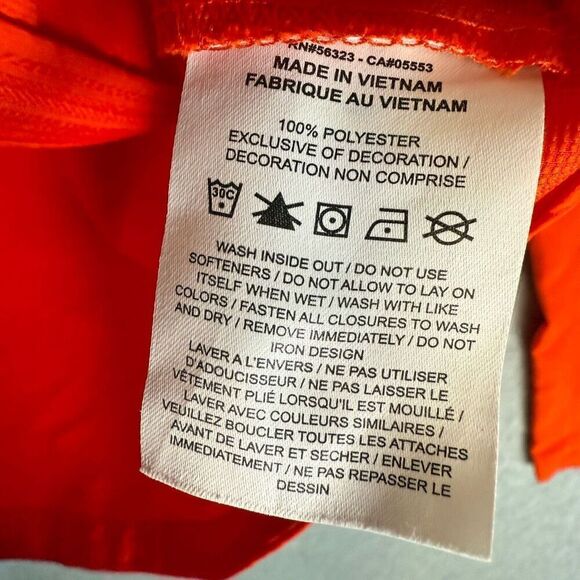 RN#56323 - CA#05553
MADE IN VIETNAM
FABRIQUE AU VIETNAM
100% POLYESTER
EXCLUSIVE OF DECORATION /
DECORATION NON COMPRISE
30C
WASH INSIDE OUT / DO NOT USE
SOFTENERS / DO NOT ALLOW TO LAY ON
ITSELF WHEN WET / WASH WITH LIKE
COLORS / FASTEN ALL CLOSURES TO WASH
AND DRY / REMOVE IMMEDIATELY / DO NOT
IRON DESIGN
LAVER A L'ENVERS / NE PAS UTILISER
D'ADOUCISSEUR / NE PAS LAISSER LE
VÊTEMENT PLIÉ LORSQU'IL EST MOUILLÉ /
LAVER AVEC COULEURS SIMILAIRES /
VEUILLEZ BOUCLER TOUTES LES ATTACHES
AVANT DE LAVER ET SECHER / ENLEVER
IMMEDIATEMENT / NE PAS REPASSER LE
DESSIN